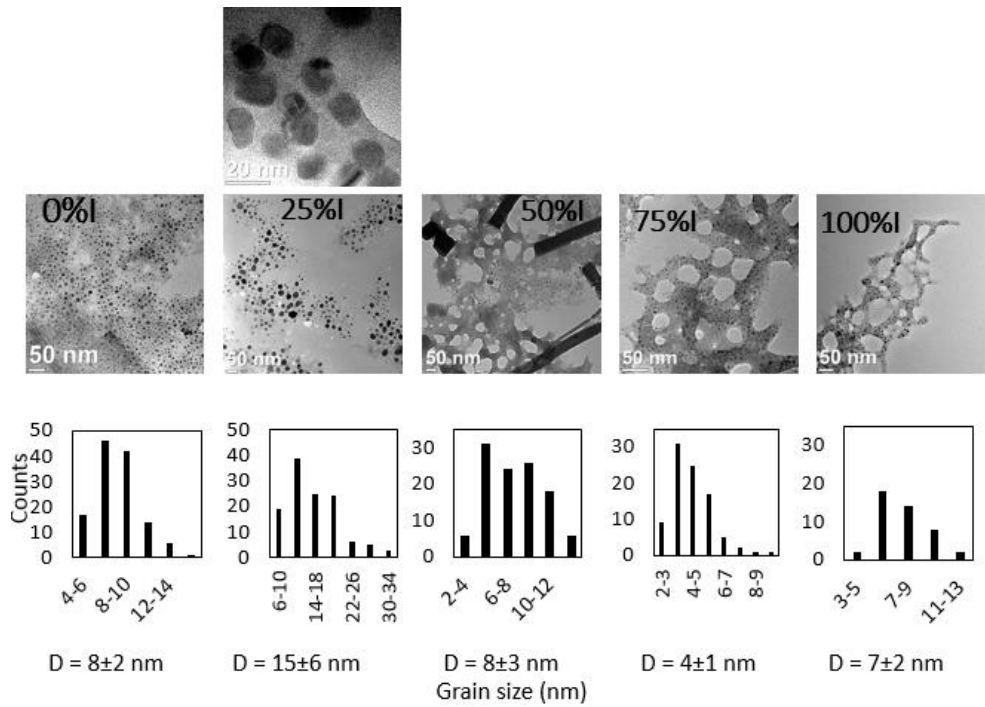 20 nm
0%I
25%I
50%I
75%I
100%I
50 nm
50 nm
50 nm
50 nm
50 nm
Counts
50
40
30
20
10
0
4-6
8-10
12-14
50
40
30
20
10
0
6-10
14-18
22-26
30-34
30
20
10
0
2-4
6-8
10-12
30
20
10
0
2-3
4-5
6-7
8-9
30
20
10
0
3-5
7-9
11-13
D = 8±2 nm
D = 15±6 nm
D = 8±3 nm
D = 4±1 nm
D = 7±2 nm
Grain size (nm)